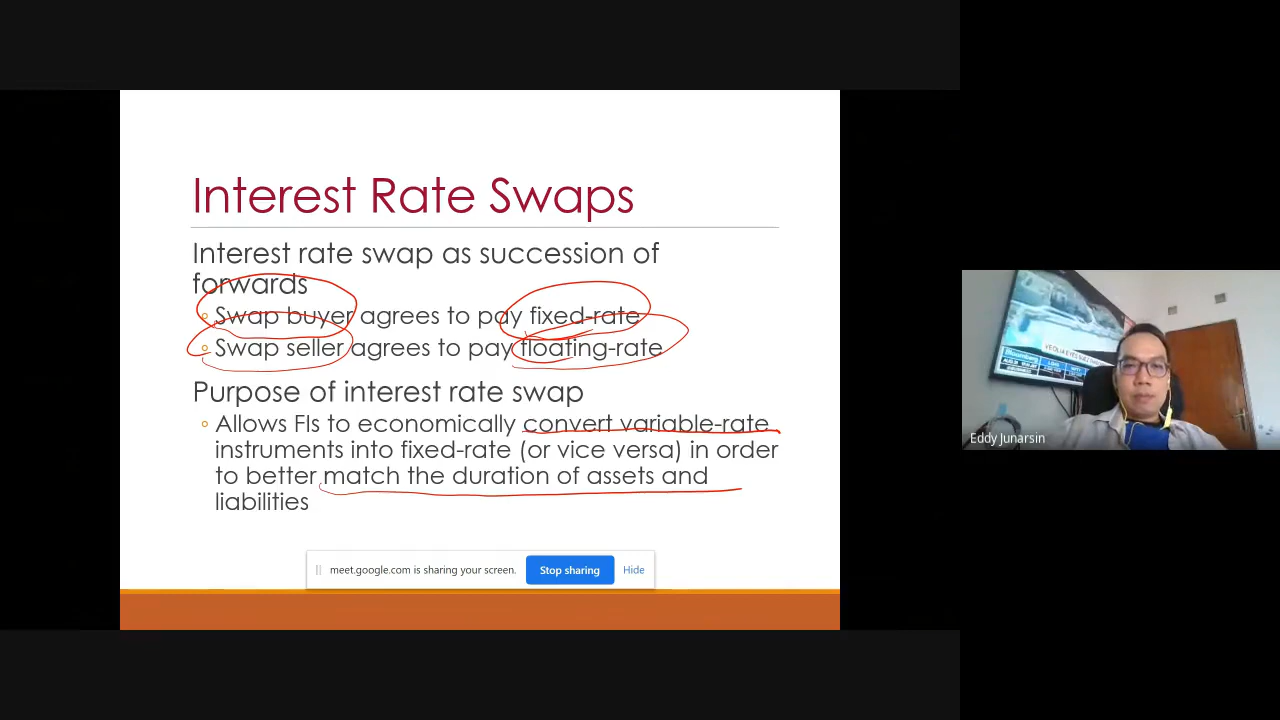 Interest Rate Swaps
Interest rate swap as succession of
forwards
Swap buyer agrees to pay fixed-rate
Swap seller agrees to pay floating-rate
Purpose of interest rate swap
Allows FIs to economically convert variable-rate
instruments into fixed-rate (or vice versa) in order
to better match the duration of assets and
liabilities
meet.google.com is sharing your screen.
Stop sharing
Hide
Bloomberg
Eddy Junarsin